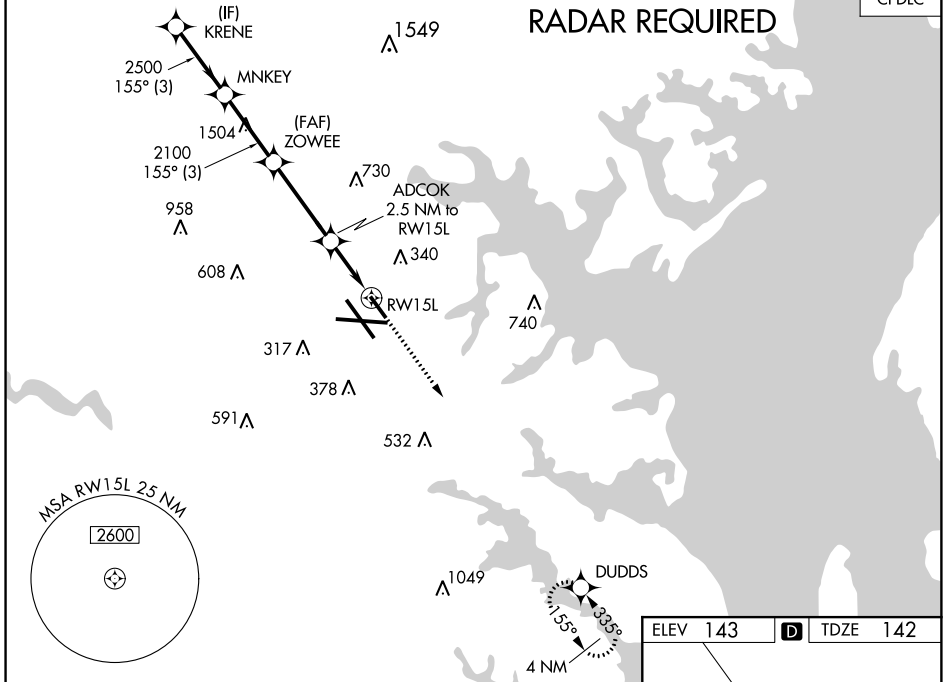 RADAR REQUIRED
CPDLC
(IF)
KRENE
1549
2500
155° (3)
MNKEY
1504
(FAF)
ZOWEE
2100
155° (3)
730
ADCOK
2.5 NM to
RW15L
958
340
608
RW15L
740
317
378
591
532
MSA RW15L 25 NM
2600
1049
DUDDS
155°
335°
4 NM
ELEV 143
D
TDZE 142